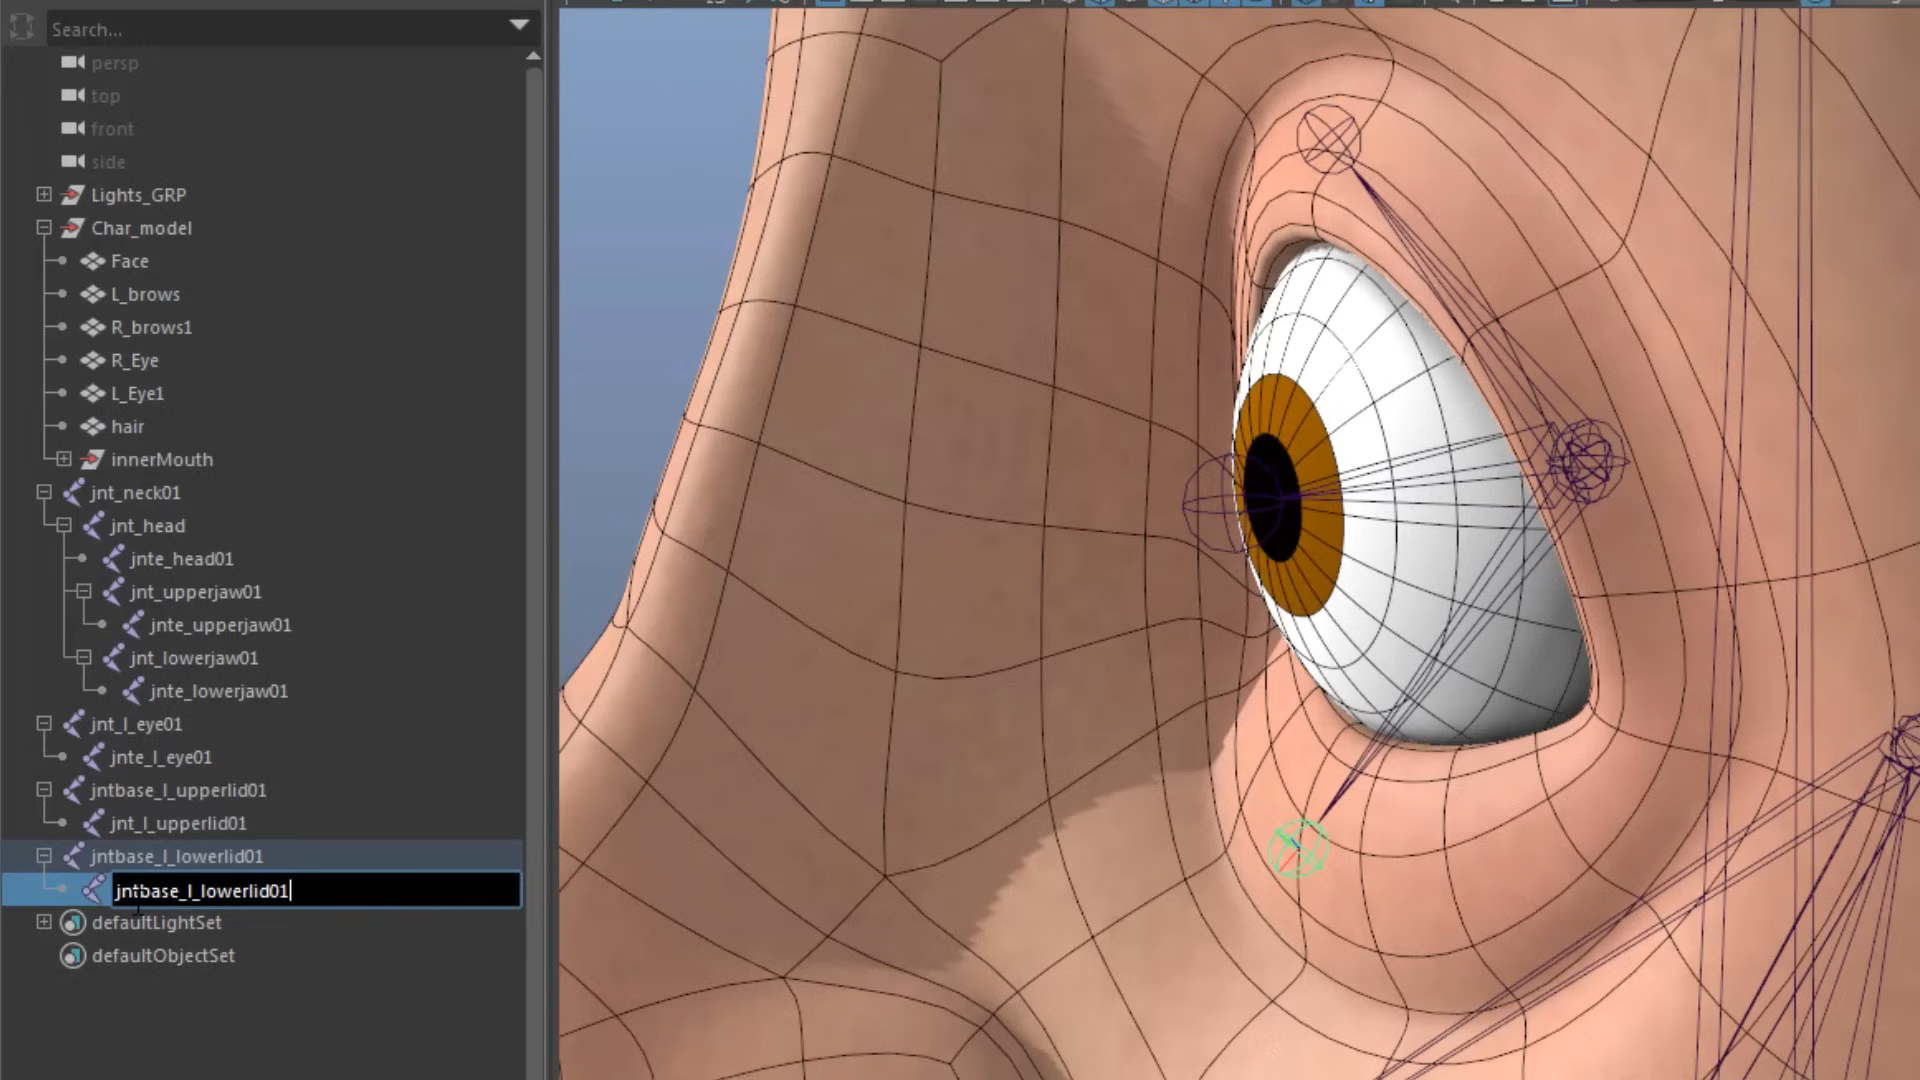 Search...
persp
top
front
side
Lights_GRP
Char_model
Face
L_brows
R_brows1
R_Eye
L_Eye1
hair
innerMouth
jnt_neck01
jnt_head
jnte_head01
jnt_upperjaw01
jnte_upperjaw01
jnt_lowerjaw01
jnte_lowerjaw01
jnt_l_eye01
jnte_l_eye01
jntbase_l_upperlid01
jnt_l_upperlid01
jntbase_l_lowerlid01
jntbase_l_lowerlid01
defaultLightSet
defaultObjectSet